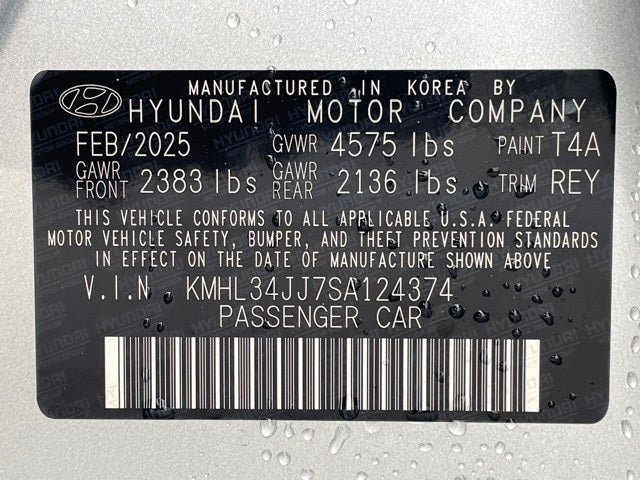 MANUFACTURED IN KOREA BY
HYUNDAI MOTOR COMPANY
FEB/2025 GVWR 4575 lbs PAINT T4A
GAWR FRONT 2383 lbs GAWR REAR 2136 lbs TRIM REY
THIS VEHICLE CONFORMS TO ALL APPLICABLE U.S.A. FEDERAL
MOTOR VEHICLE SAFETY, BUMPER, AND THEFT PREVENTION STANDARDS
IN EFFECT ON THE DATE OF MANUFACTURE SHOWN ABOVE
V.I.N KMHL34JJ7SA124374
PASSENGER CAR